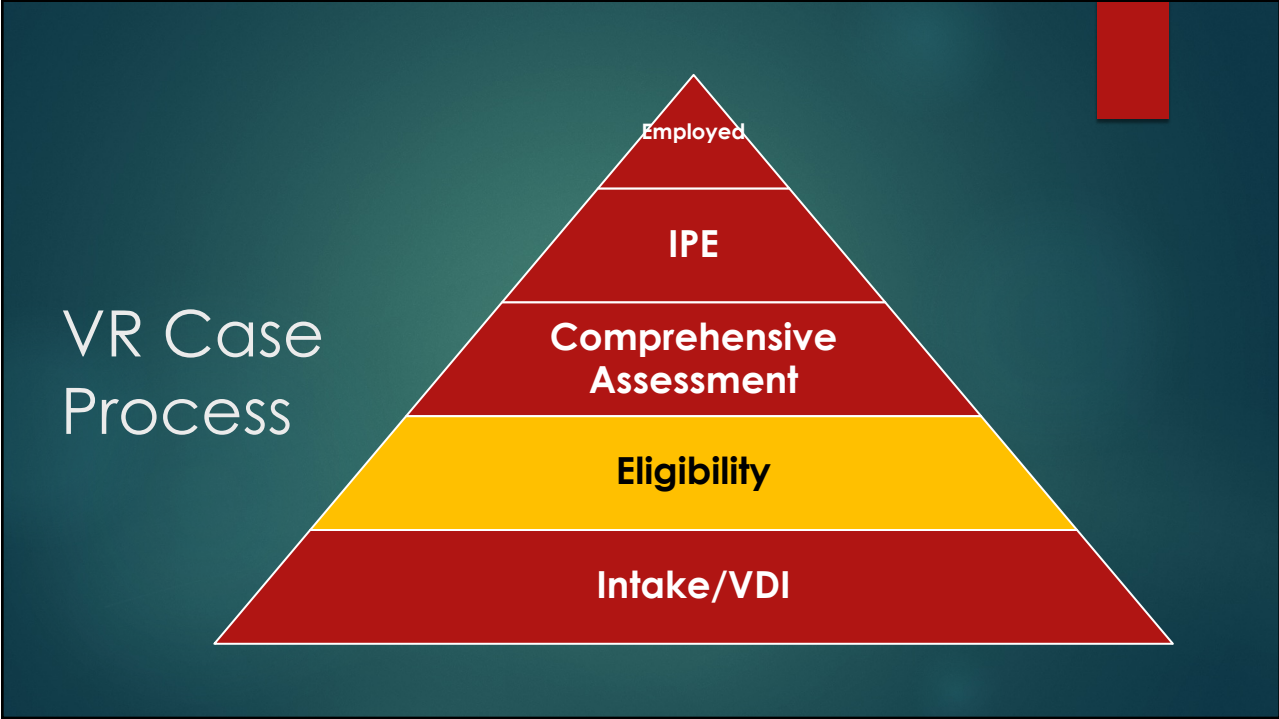 VR Case
Process
Employed
IPE
Comprehensive
Assessment
Eligibility
Intake/VDI